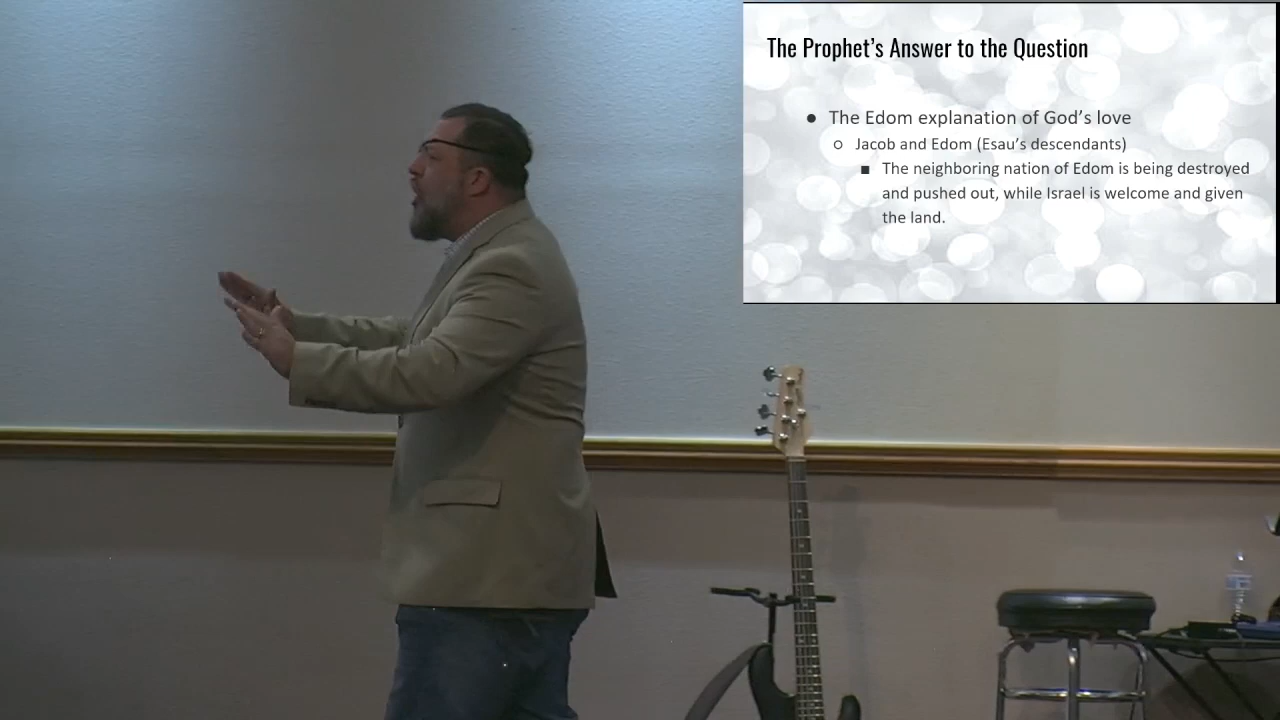 The Prophet's Answer to the Question
● The Edom explanation of God's love
○ Jacob and Edom (Esau's descendants)
■ The neighboring nation of Edom is being destroyed
and pushed out, while Israel is welcome and given
the land.